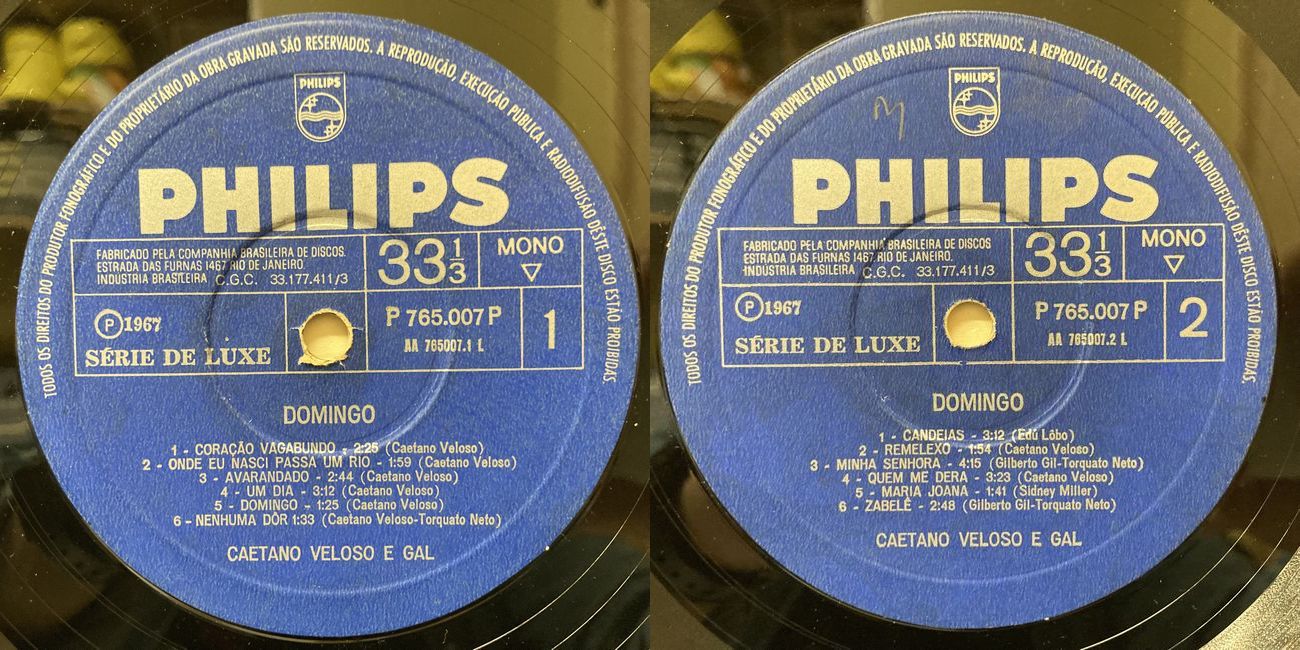 TODOS OS DIREITOS DO PRODUTOR FONOGRÁFICO E DO PROPRIETÁRIO DA OBRA GRAVADA SÃO RESERVADOS. A REPRODUÇÃO, EXECUÇÃO PÚBLICA E RADIODIFUSÃO DÊSTE DISCO ESTÃO PROIBIDAS.
PHILIPS
PHILIPS
FABRICADO PELA COMPANHIA BRASILEIRA DE DISCOS.
ESTRADA DAS FURNAS 1467 RIO DE JANEIRO.
INDÚSTRIA BRASILEIRA C.G.C. 33.177.411/3
33 1/3
MONO
℗ 1967
SÉRIE DE LUXE
P 765.007 P
AA 765007.1 L
1
DOMINGO
1 - CORAÇÃO VAGABUNDO - 2:25 (Caetano Veloso)
2 - ONDE EU NASCI PASSA UM RIO - 1:59 (Caetano Veloso)
3 - AVARANDADO - 2:44 (Caetano Veloso)
4 - UM DIA - 3:12 (Caetano Veloso)
5 - DOMINGO - 1:25 (Caetano Veloso)
6 - NENHUMA DÔR 1:33 (Caetano Veloso-Torquato Neto)
CAETANO VELOSO E GAL
TODOS OS DIREITOS DO PRODUTOR FONOGRÁFICO E DO PROPRIETÁRIO DA OBRA GRAVADA SÃO RESERVADOS. A REPRODUÇÃO, EXECUÇÃO PÚBLICA E RADIODIFUSÃO DÊSTE DISCO ESTÃO PROIBIDAS.
PHILIPS
PHILIPS
FABRICADO PELA COMPANHIA BRASILEIRA DE DISCOS
ESTRADA DAS FURNAS 1467 RIO DE JANEIRO.
INDÚSTRIA BRASILEIRA C.G.C. 33.177.411/3
33 1/3
MONO
℗ 1967
SÉRIE DE LUXE
P 765.007 P
AA 765007.2 L
2
DOMINGO
1 - CANDEIAS - 3:12 (Edú Lôbo)
2 - REMELEXO - 1:54 (Caetano Veloso)
3 - MINHA SENHORA - 4:15 (Gilberto Gil-Torquato Neto)
4 - QUEM ME DERA - 3:23 (Caetano Veloso)
5 - MARIA JOANA - 1:41 (Sidney Miller)
6 - ZABELÊ - 2:48 (Gilberto Gil-Torquato Neto)
CAETANO VELOSO E GAL